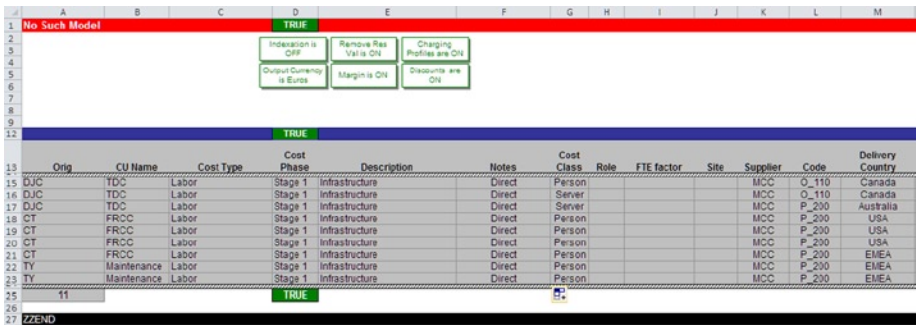 A B C D E F G H I J K L M
1 No Such Model TRUE
2
3 Indexation is OFF Remove Res Val is ON Charging Profiles are ON
4
5 Output Currency is Euros Margin is ON Discounts are ON
6
7
8
9
12 TRUE
13 Orig CU Name Cost Type Cost Phase Description Notes Cost Class Role FTE factor Site Supplier Code Delivery Country
15 DJC TDC Labor Stage 1 Infrastructure Direct Person MCC O_110 Canada
16 DJC TDC Labor Stage 1 Infrastructure Direct Server MCC O_110 Canada
17 DJC TDC Labor Stage 1 Infrastructure Direct Server MCC P_200 Australia
18 CT FRCC Labor Stage 1 Infrastructure Direct Person MCC P_200 USA
19 CT FRCC Labor Stage 1 Infrastructure Direct Person MCC P_200 USA
20 CT FRCC Labor Stage 1 Infrastructure Direct Person MCC P_200 USA
21 CT FRCC Labor Stage 1 Infrastructure Direct Person MCC P_200 EMEA
22 TY Maintenance Labor Stage 1 Infrastructure Direct Person MCC P_200 EMEA
23 TY Maintenance Labor Stage 1 Infrastructure Direct Person MCC P_200 EMEA
25 11 TRUE
26
27 ZZEND